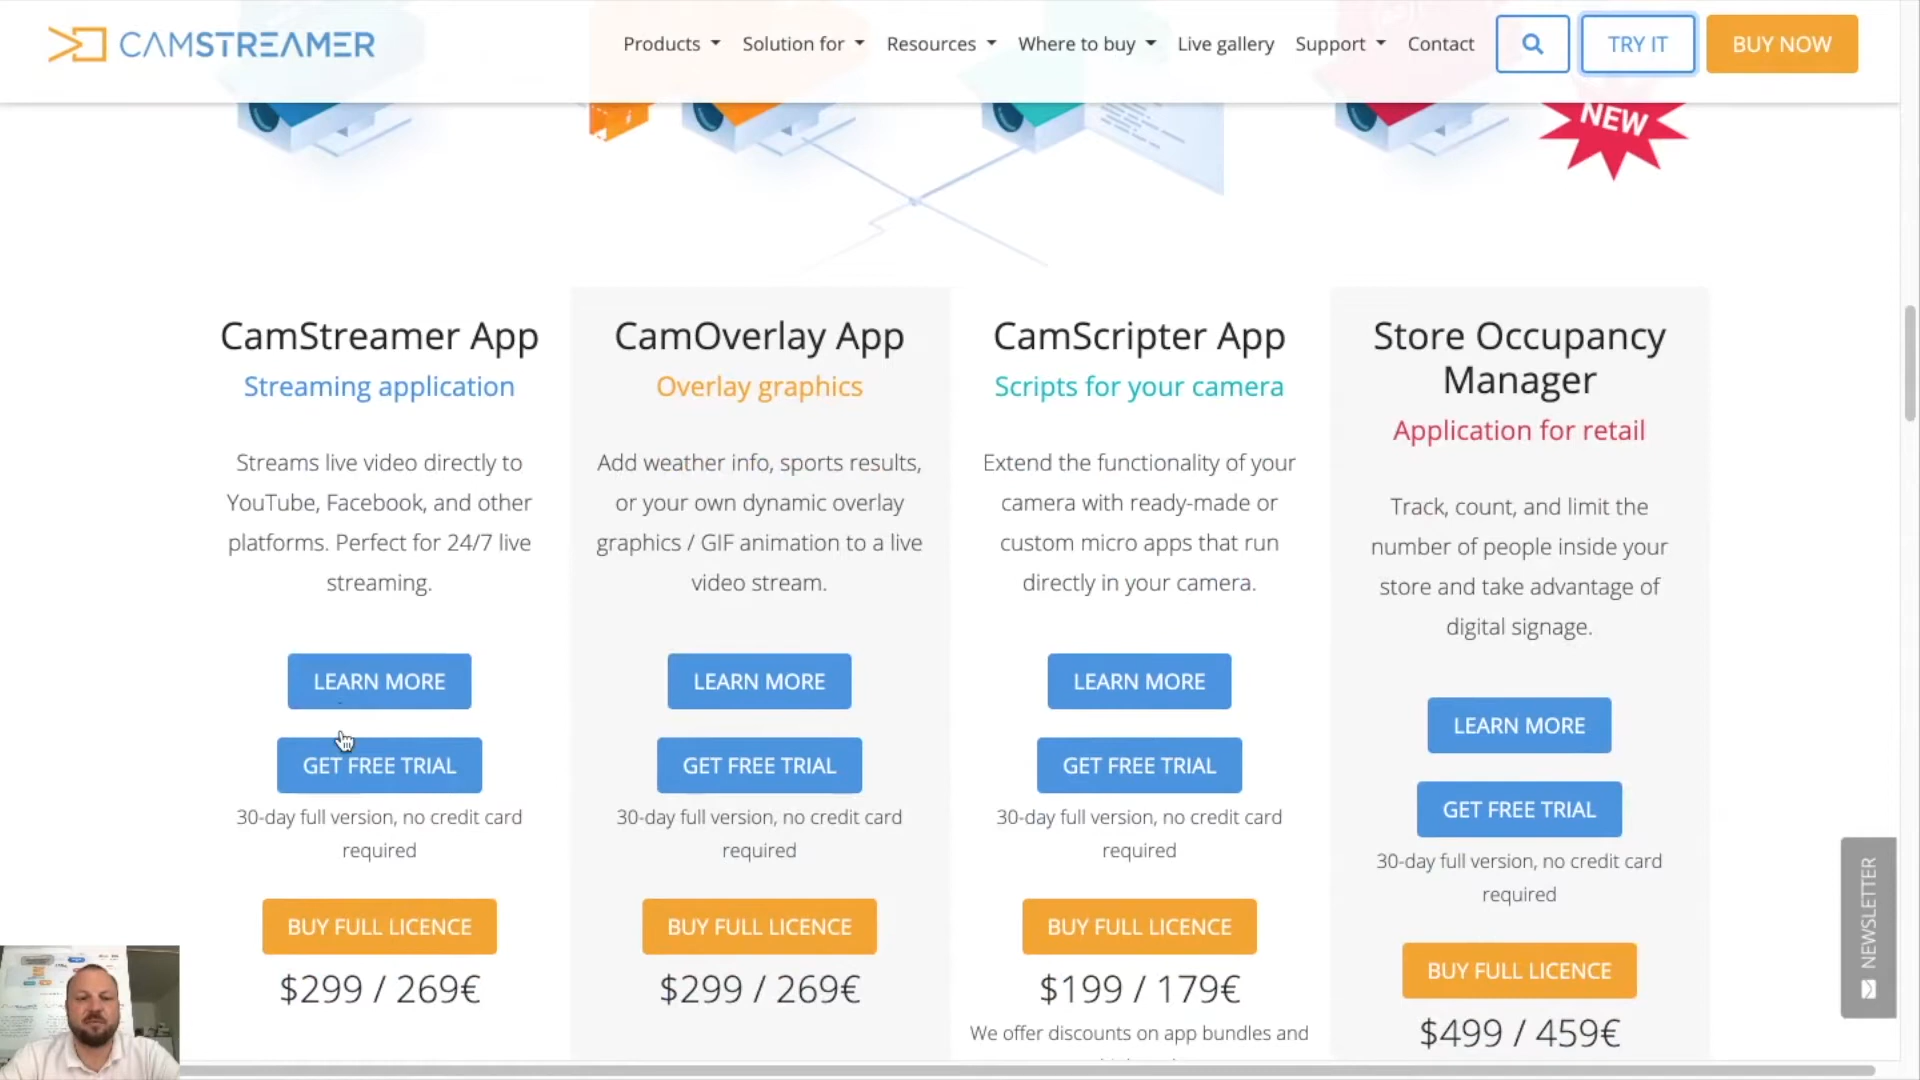 CAMSTREAMER
Products
Solution for
Resources
Where to buy
Live gallery
Support
Contact
TRY IT
BUY NOW
NEW
CamStreamer App
Streaming application
Streams live video directly to
YouTube, Facebook, and other
platforms. Perfect for 24/7 live
streaming.
LEARN MORE
GET FREE TRIAL
30-day full version, no credit card
required
BUY FULL LICENCE
$299 / 269€
CamOverlay App
Overlay graphics
Add weather info, sports results,
or your own dynamic overlay
graphics / GIF animation to a live
video stream.
LEARN MORE
GET FREE TRIAL
30-day full version, no credit card
required
BUY FULL LICENCE
$299 / 269€
CamScripter App
Scripts for your camera
Extend the functionality of your
camera with ready-made or
custom micro apps that run
directly in your camera.
LEARN MORE
GET FREE TRIAL
30-day full version, no credit card
required
BUY FULL LICENCE
$199 / 179€
We offer discounts on app bundles and
Store Occupancy
Manager
Application for retail
Track, count, and limit the
number of people inside your
store and take advantage of
digital signage.
LEARN MORE
GET FREE TRIAL
30-day full version, no credit card
required
BUY FULL LICENCE
$499 / 459€
NEWSLETTER